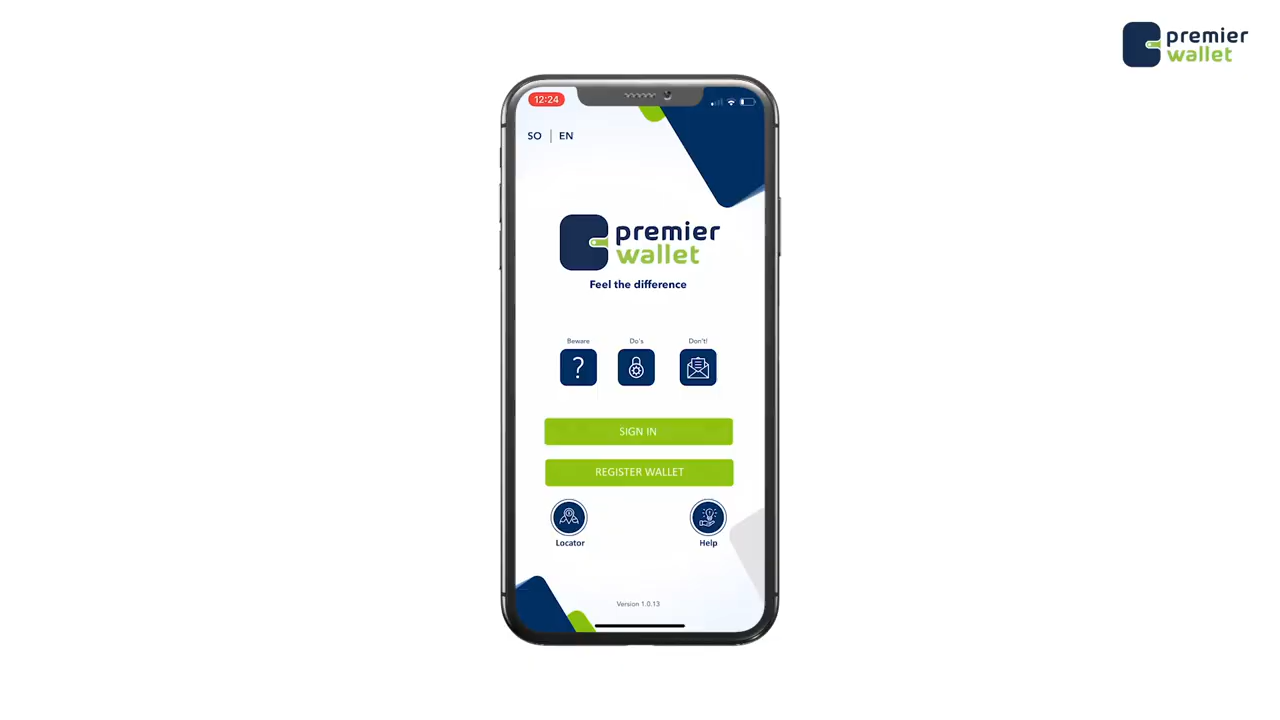 premier
wallet
12:24
SO | EN
premier
wallet
Feel the difference
Beware
Do's
Don't!
SIGN IN
REGISTER WALLET
Locator
Help
Version 1.0.13